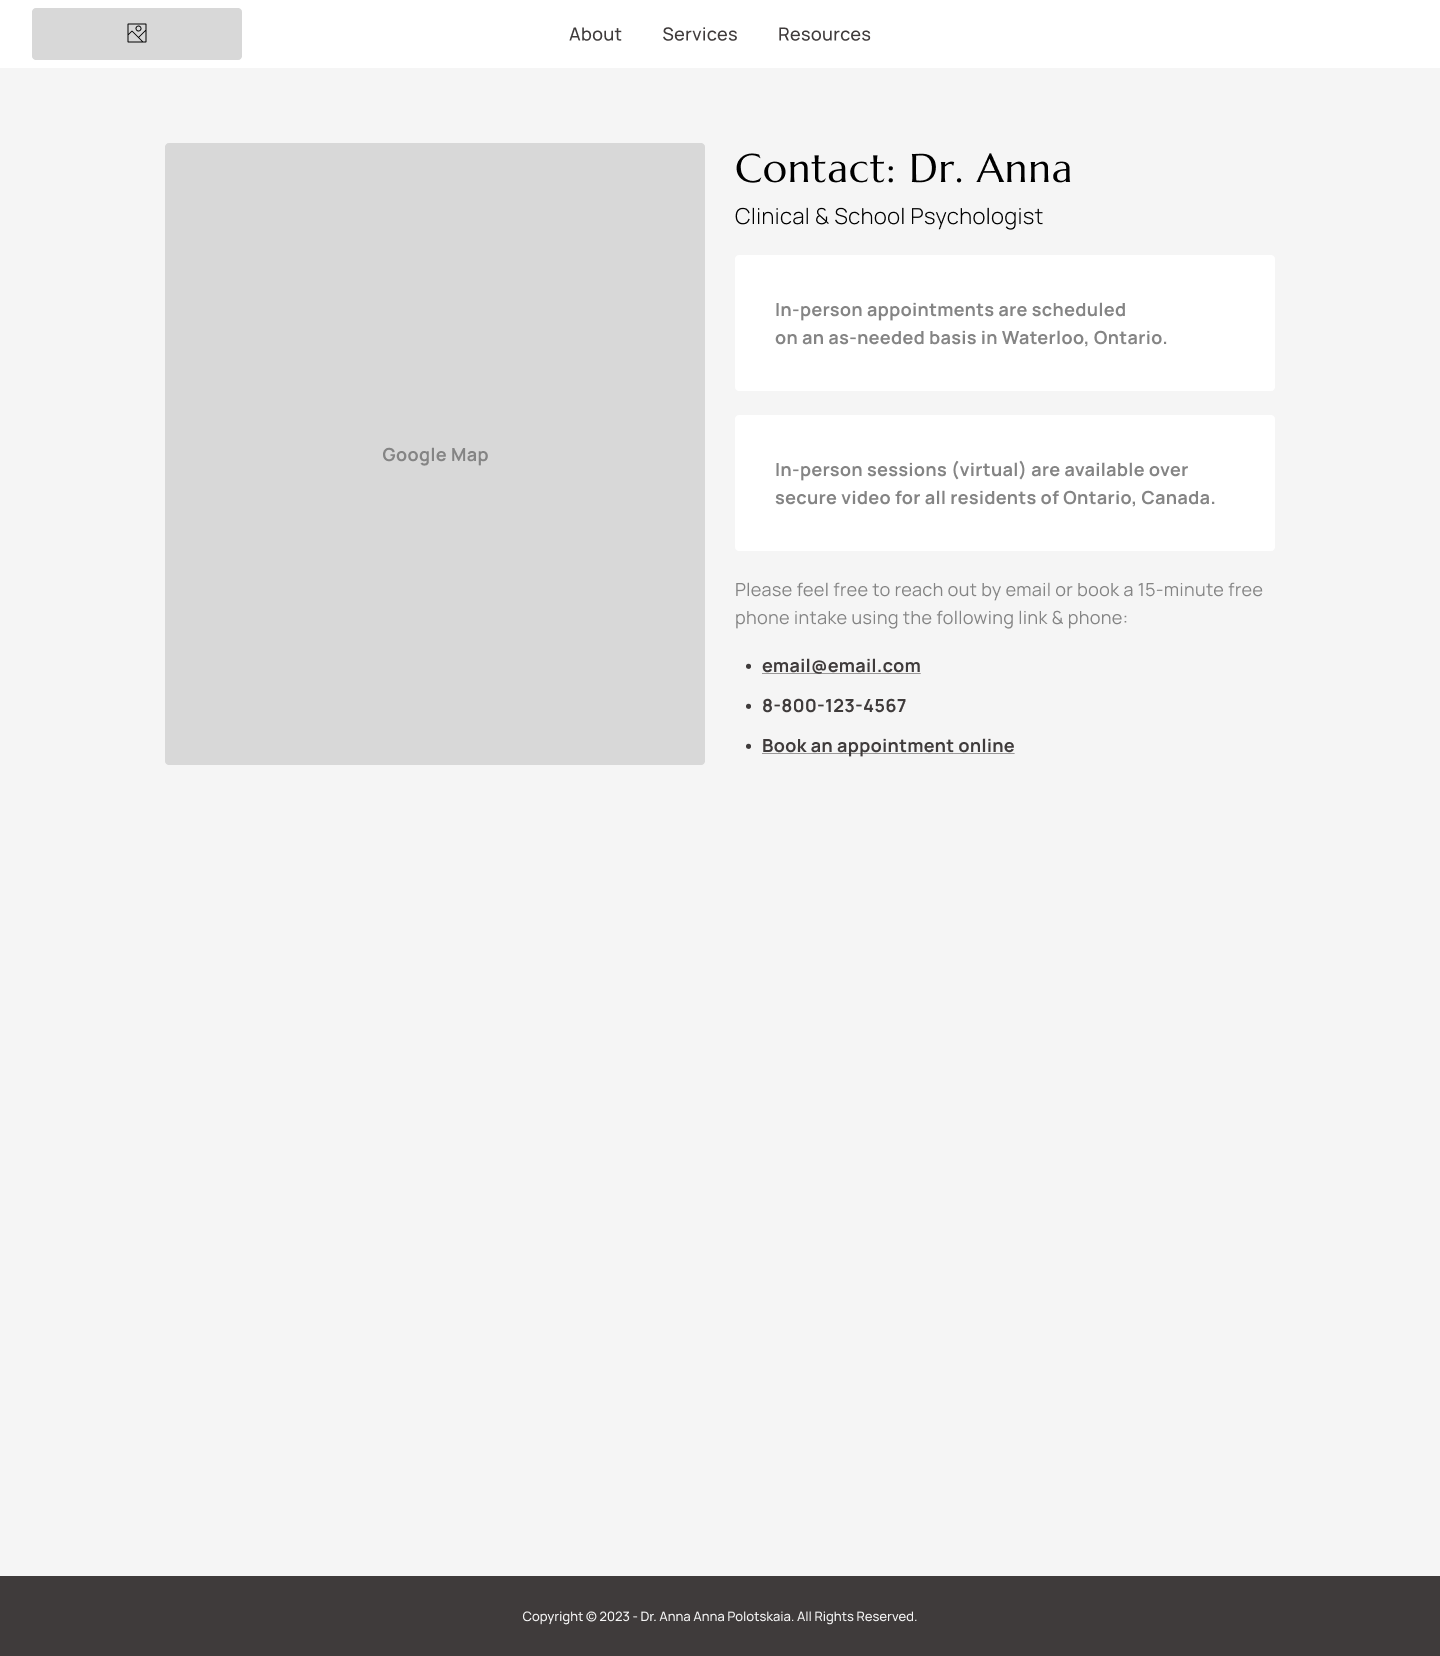 About Services Resources
Contact: Dr. Anna
Clinical & School Psychologist
In-person appointments are scheduled
on an as-needed basis in Waterloo, Ontario.
Google Map
In-person sessions (virtual) are available over
secure video for all residents of Ontario, Canada.
Please feel free to reach out by email or book a 15-minute free
phone intake using the following link & phone:
• email@email.com
• 8-800-123-4567
• Book an appointment online
Copyright © 2023 - Dr. Anna Anna Polotskaia. All Rights Reserved.